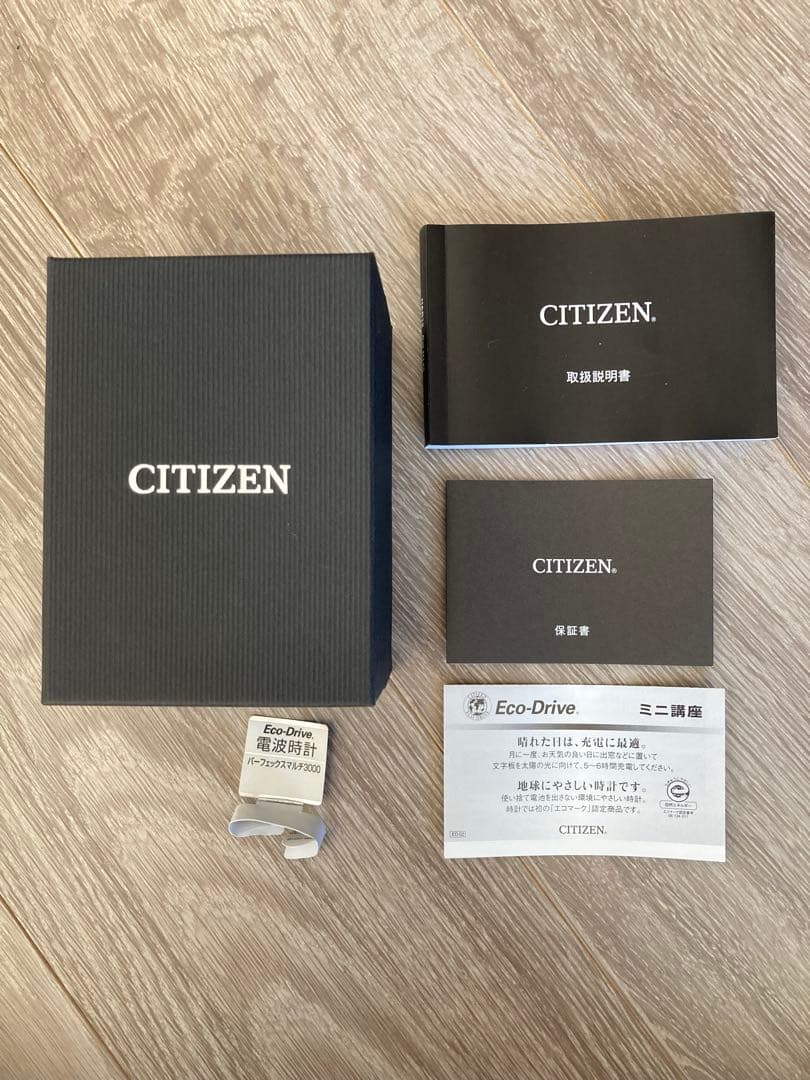 CITIZEN
CITIZEN®
取扱説明書
CITIZEN®
保証書
Eco-Drive®
電波時計
パーフェックスマルチ3000
Eco-Drive® ミニ講座
晴れた日は、充電に最適。
月に一度、お天気の良い日に出窓などに置いて
文字板を太陽の光に向けて、5〜6時間充電してください。
地球にやさしい時計です。
使い捨て電池を出さない環境にやさしい時計。
時計では初の「エコマーク」認定商品です。
CITIZEN®